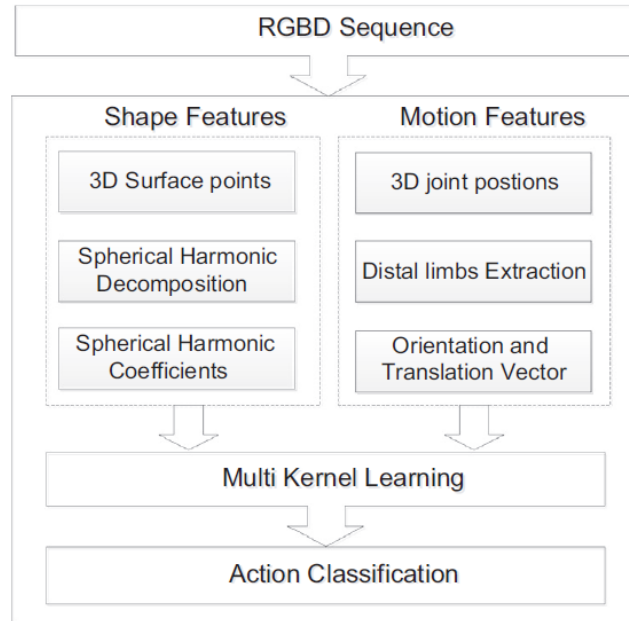 RGBD Sequence
Shape Features
3D Surface points
Spherical Harmonic
Decomposition
Spherical Harmonic
Coefficients
Motion Features
3D joint postions
Distal limbs Extraction
Orientation and
Translation Vector
Multi Kernel Learning
Action Classification